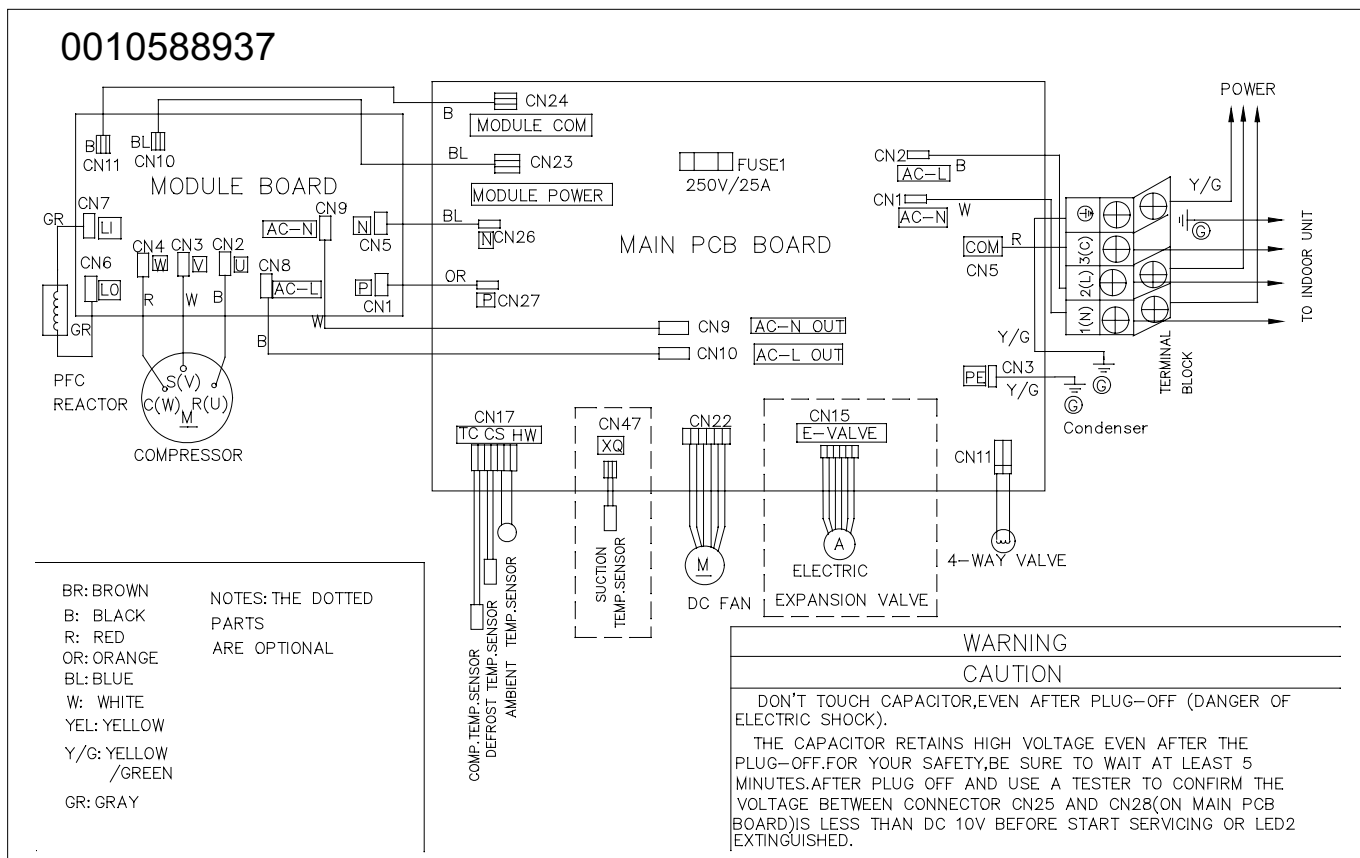 0010588937
POWER
B
CN24
MODULE COM
B
CN11
BL
CN10
BL
CN23
MODULE POWER
FUSE1
250V/25A
CN2
B
AC-L
CN1
W
AC-N
Y/G
G
MODULE BOARD
MAIN PCB BOARD
CN7
GR
LI
CN9
AC-N
N
CN5
BL
N
CN26
COM
R
CN5
3(C)
2(L)
1(N)
TO INDOOR UNIT
CN6
LO
CN4
W
CN3
V
CN2
U
CN8
AC-L
P
CN1
OR
P
CN27
R
W
B
GR
W
B
CN9
AC-N OUT
CN10
AC-L OUT
Y/G
TERMINAL
BLOCK
PE
CN3
Y/G
G
G
Condenser
PFC
REACTOR
S(V)
C(W)
R(U)
M
COMPRESSOR
CN17
TC CS HW
CN47
XQ
CN22
CN15
E-VALVE
CN11
COMP.TEMP.SENSOR
DEFROST TEMP.SENSOR
AMBIENT TEMP.SENSOR
SUCTION
TEMP.SENSOR
M
DC FAN
A
ELECTRIC
EXPANSION VALVE
4-WAY VALVE
BR: BROWN
B: BLACK
R: RED
OR: ORANGE
BL: BLUE
W: WHITE
YEL: YELLOW
Y/G: YELLOW
/GREEN
GR: GRAY
NOTES: THE DOTTED
PARTS
ARE OPTIONAL
WARNING
CAUTION
DON'T TOUCH CAPACITOR,EVEN AFTER PLUG-OFF (DANGER OF
ELECTRIC SHOCK).
THE CAPACITOR RETAINS HIGH VOLTAGE EVEN AFTER THE
PLUG-OFF.FOR YOUR SAFETY,BE SURE TO WAIT AT LEAST 5
MINUTES.AFTER PLUG OFF AND USE A TESTER TO CONFIRM THE
VOLTAGE BETWEEN CONNECTOR CN25 AND CN28(ON MAIN PCB
BOARD)IS LESS THAN DC 10V BEFORE START SERVICING OR LED2
EXTINGUISHED.